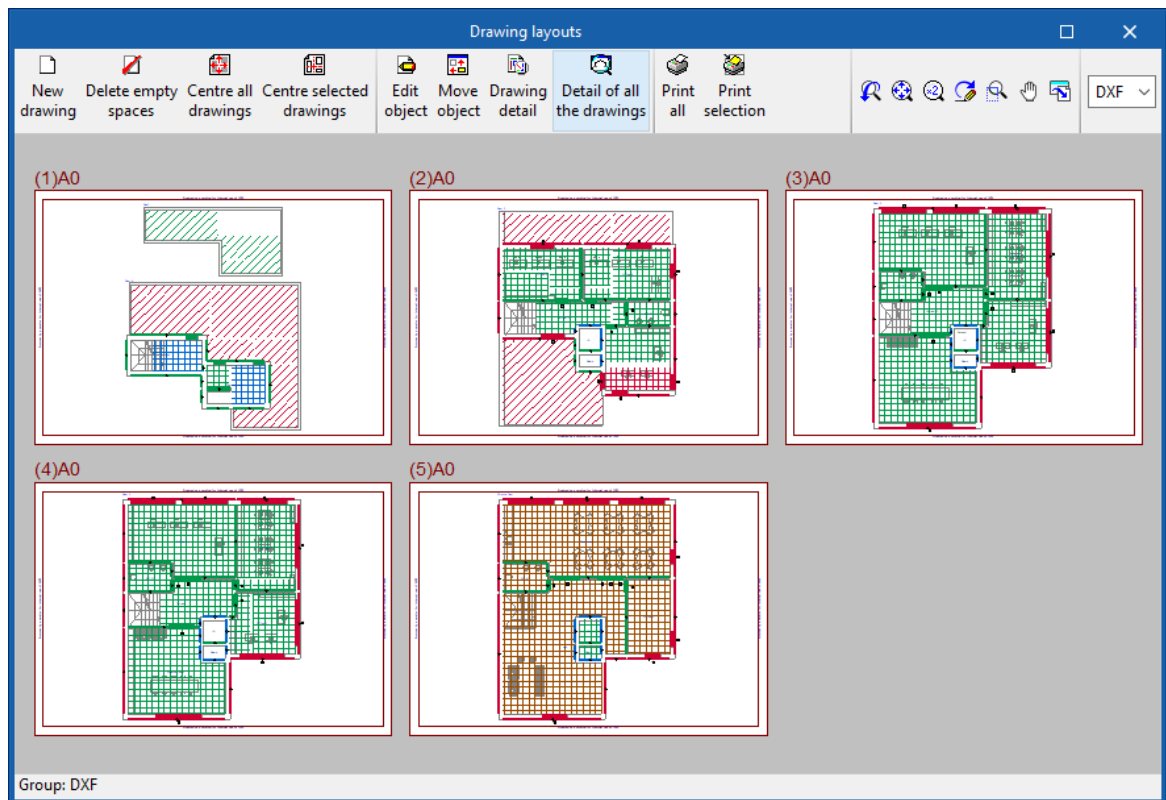 Drawing layouts
New drawing
Delete empty spaces
Centre all drawings
Centre selected drawings
Edit object
Move object
Drawing detail
Detail of all the drawings
Print all
Print selection
x2
DXF
(1)A0
(2)A0
(3)A0
(4)A0
(5)A0
Group: DXF